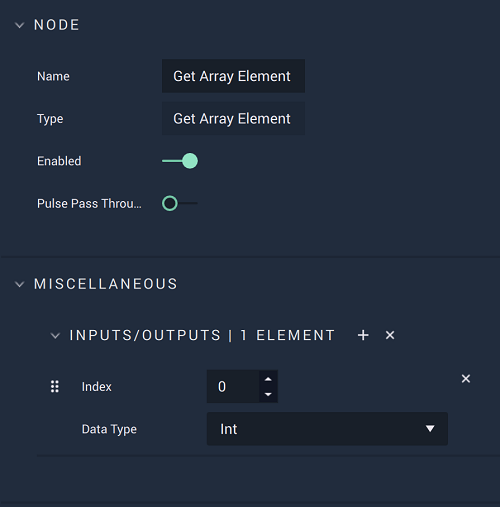 NODE
Name Get Array Element
Type Get Array Element
Enabled
Pulse Pass Throu...
MISCELLANEOUS
INPUTS/OUTPUTS | 1 ELEMENT
Index 0
Data Type Int